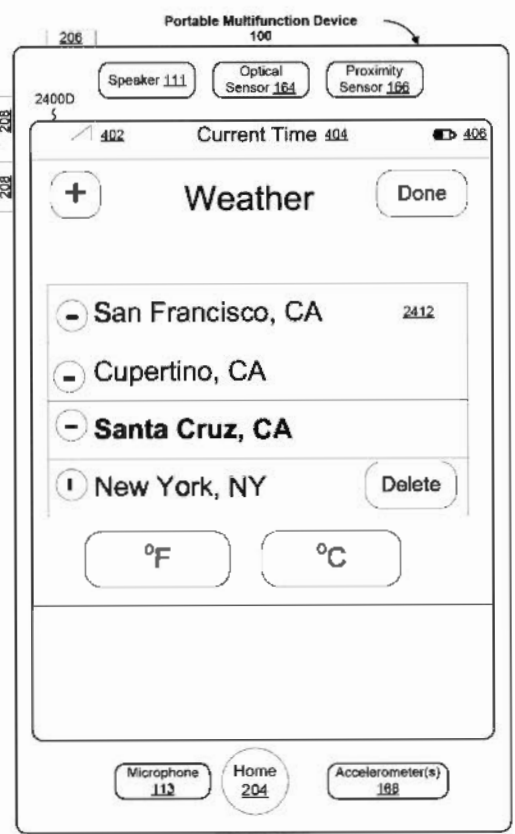 Portable Multifunction Device
100
206
Speaker 111
Optical
Sensor 164
Proximity
Sensor 166
2400D
208
208
402
Current Time 404
406
+
Weather
Done
- San Francisco, CA
2412
- Cupertino, CA
- Santa Cruz, CA
New York, NY
Delete
°F
°C
Microphone
113
Home
204
Accelerometer(s)
168